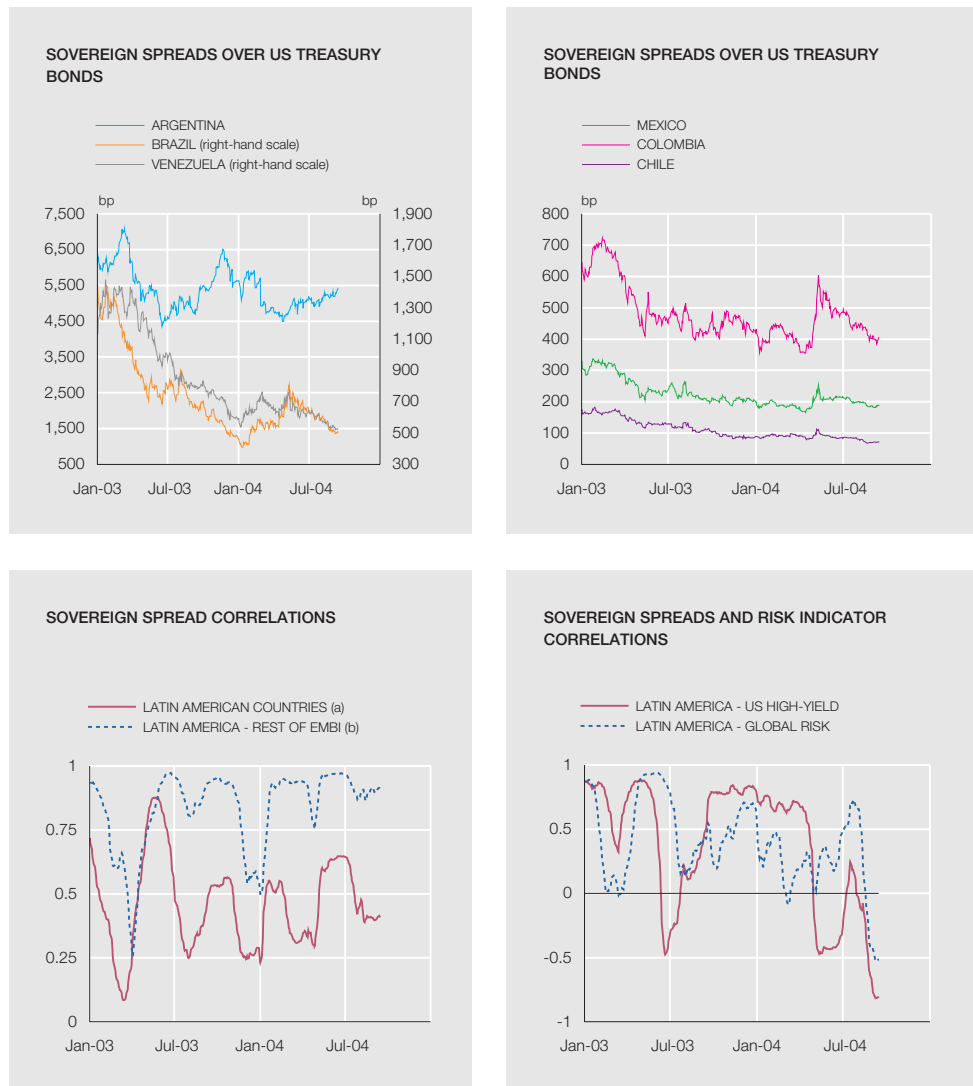 SOVEREIGN SPREADS OVER US TREASURY
BONDS
ARGENTINA
BRAZIL (right-hand scale)
VENEZUELA (right-hand scale)
bp
bp
7,500
6,500
5,500
4,500
3,500
2,500
1,500
500
1,900
1,700
1,500
1,300
1,100
900
700
500
300
Jan-03 Jul-03 Jan-04 Jul-04
SOVEREIGN SPREADS OVER US TREASURY
BONDS
MEXICO
COLOMBIA
CHILE
bp
800
700
600
500
400
300
200
100
0
Jan-03 Jul-03 Jan-04 Jul-04
SOVEREIGN SPREAD CORRELATIONS
LATIN AMERICAN COUNTRIES (a)
LATIN AMERICA - REST OF EMBI (b)
1
0.75
0.5
0.25
0
Jan-03 Jul-03 Jan-04 Jul-04
SOVEREIGN SPREADS AND RISK INDICATOR
CORRELATIONS
LATIN AMERICA - US HIGH-YIELD
LATIN AMERICA - GLOBAL RISK
1
0.5
0
-0.5
-1
Jan-03 Jul-03 Jan-04 Jul-04